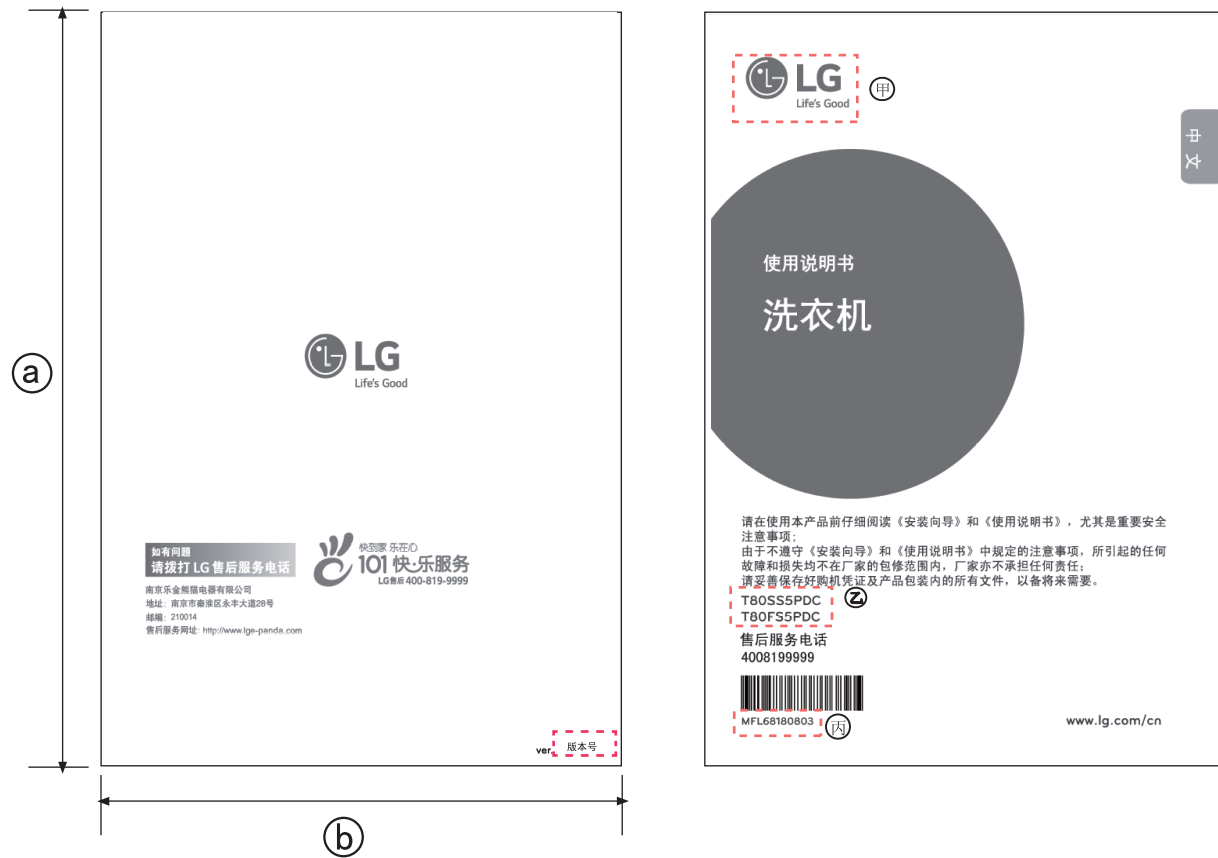 ⓐ
LG
Life's Good
如有问题
请拨打 LG 售后服务电话
南京乐金熊猫电器有限公司
地址：南京市秦淮区永丰大道28号
邮编：210014
售后服务网址：http://www.lge-panda.com
快到家 乐在心
101 快·乐服务
LG售后 400-819-9999
ver. 版本号
ⓑ
LG
Life's Good
甲
中文
使用说明书
洗衣机
请在使用本产品前仔细阅读《安装向导》和《使用说明书》，尤其是重要安全
注意事项；
由于不遵守《安装向导》和《使用说明书》中规定的注意事项，所引起的任何
故障和损失均不在厂家的包修范围内，厂家亦不承担任何责任；
请妥善保存好购机凭证及产品包装内的所有文件，以备将来需要。
T80SS5PDC
T80FS5PDC
乙
售后服务电话
4008199999
MFL68180803
丙
www.lg.com/cn